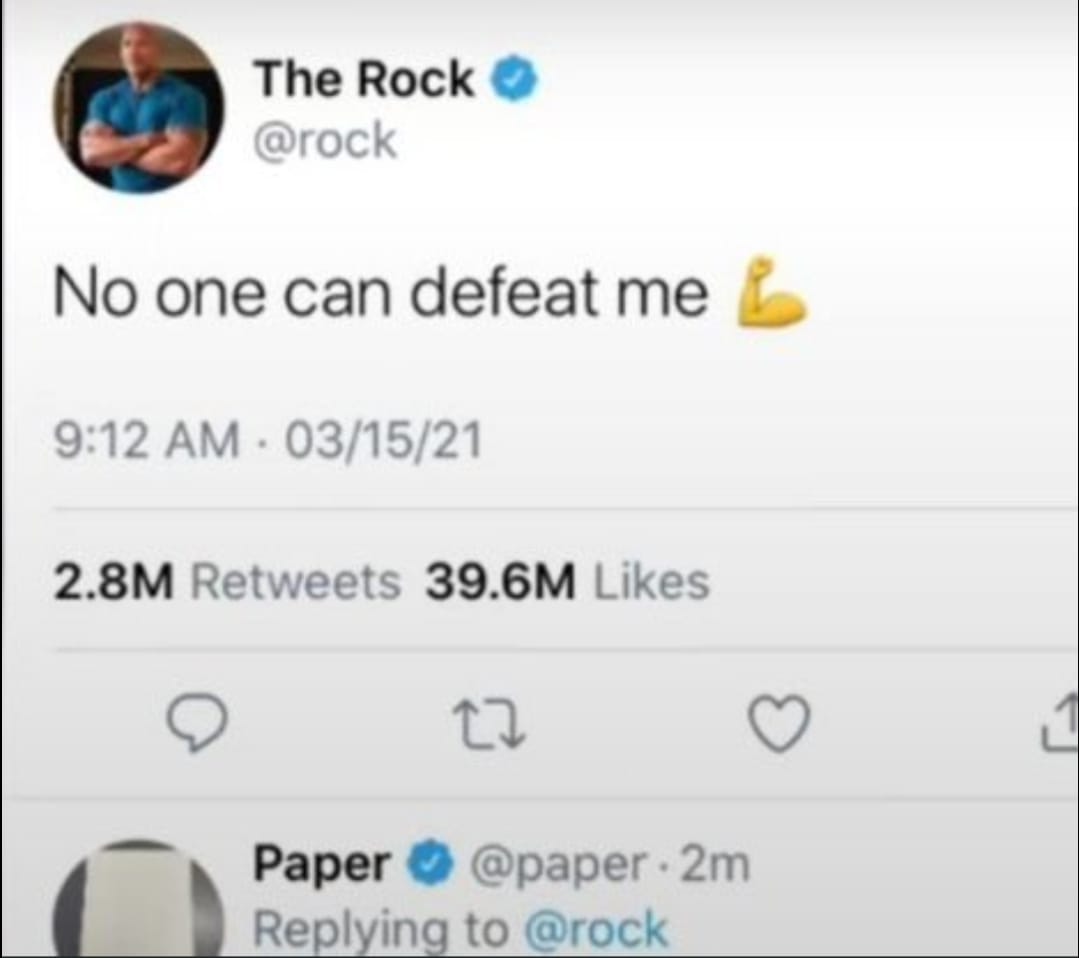 The Rock
@rock
No one can defeat me 💪
9:12 AM · 03/15/21
2.8M Retweets 39.6M Likes
Paper @paper · 2m
Replying to @rock